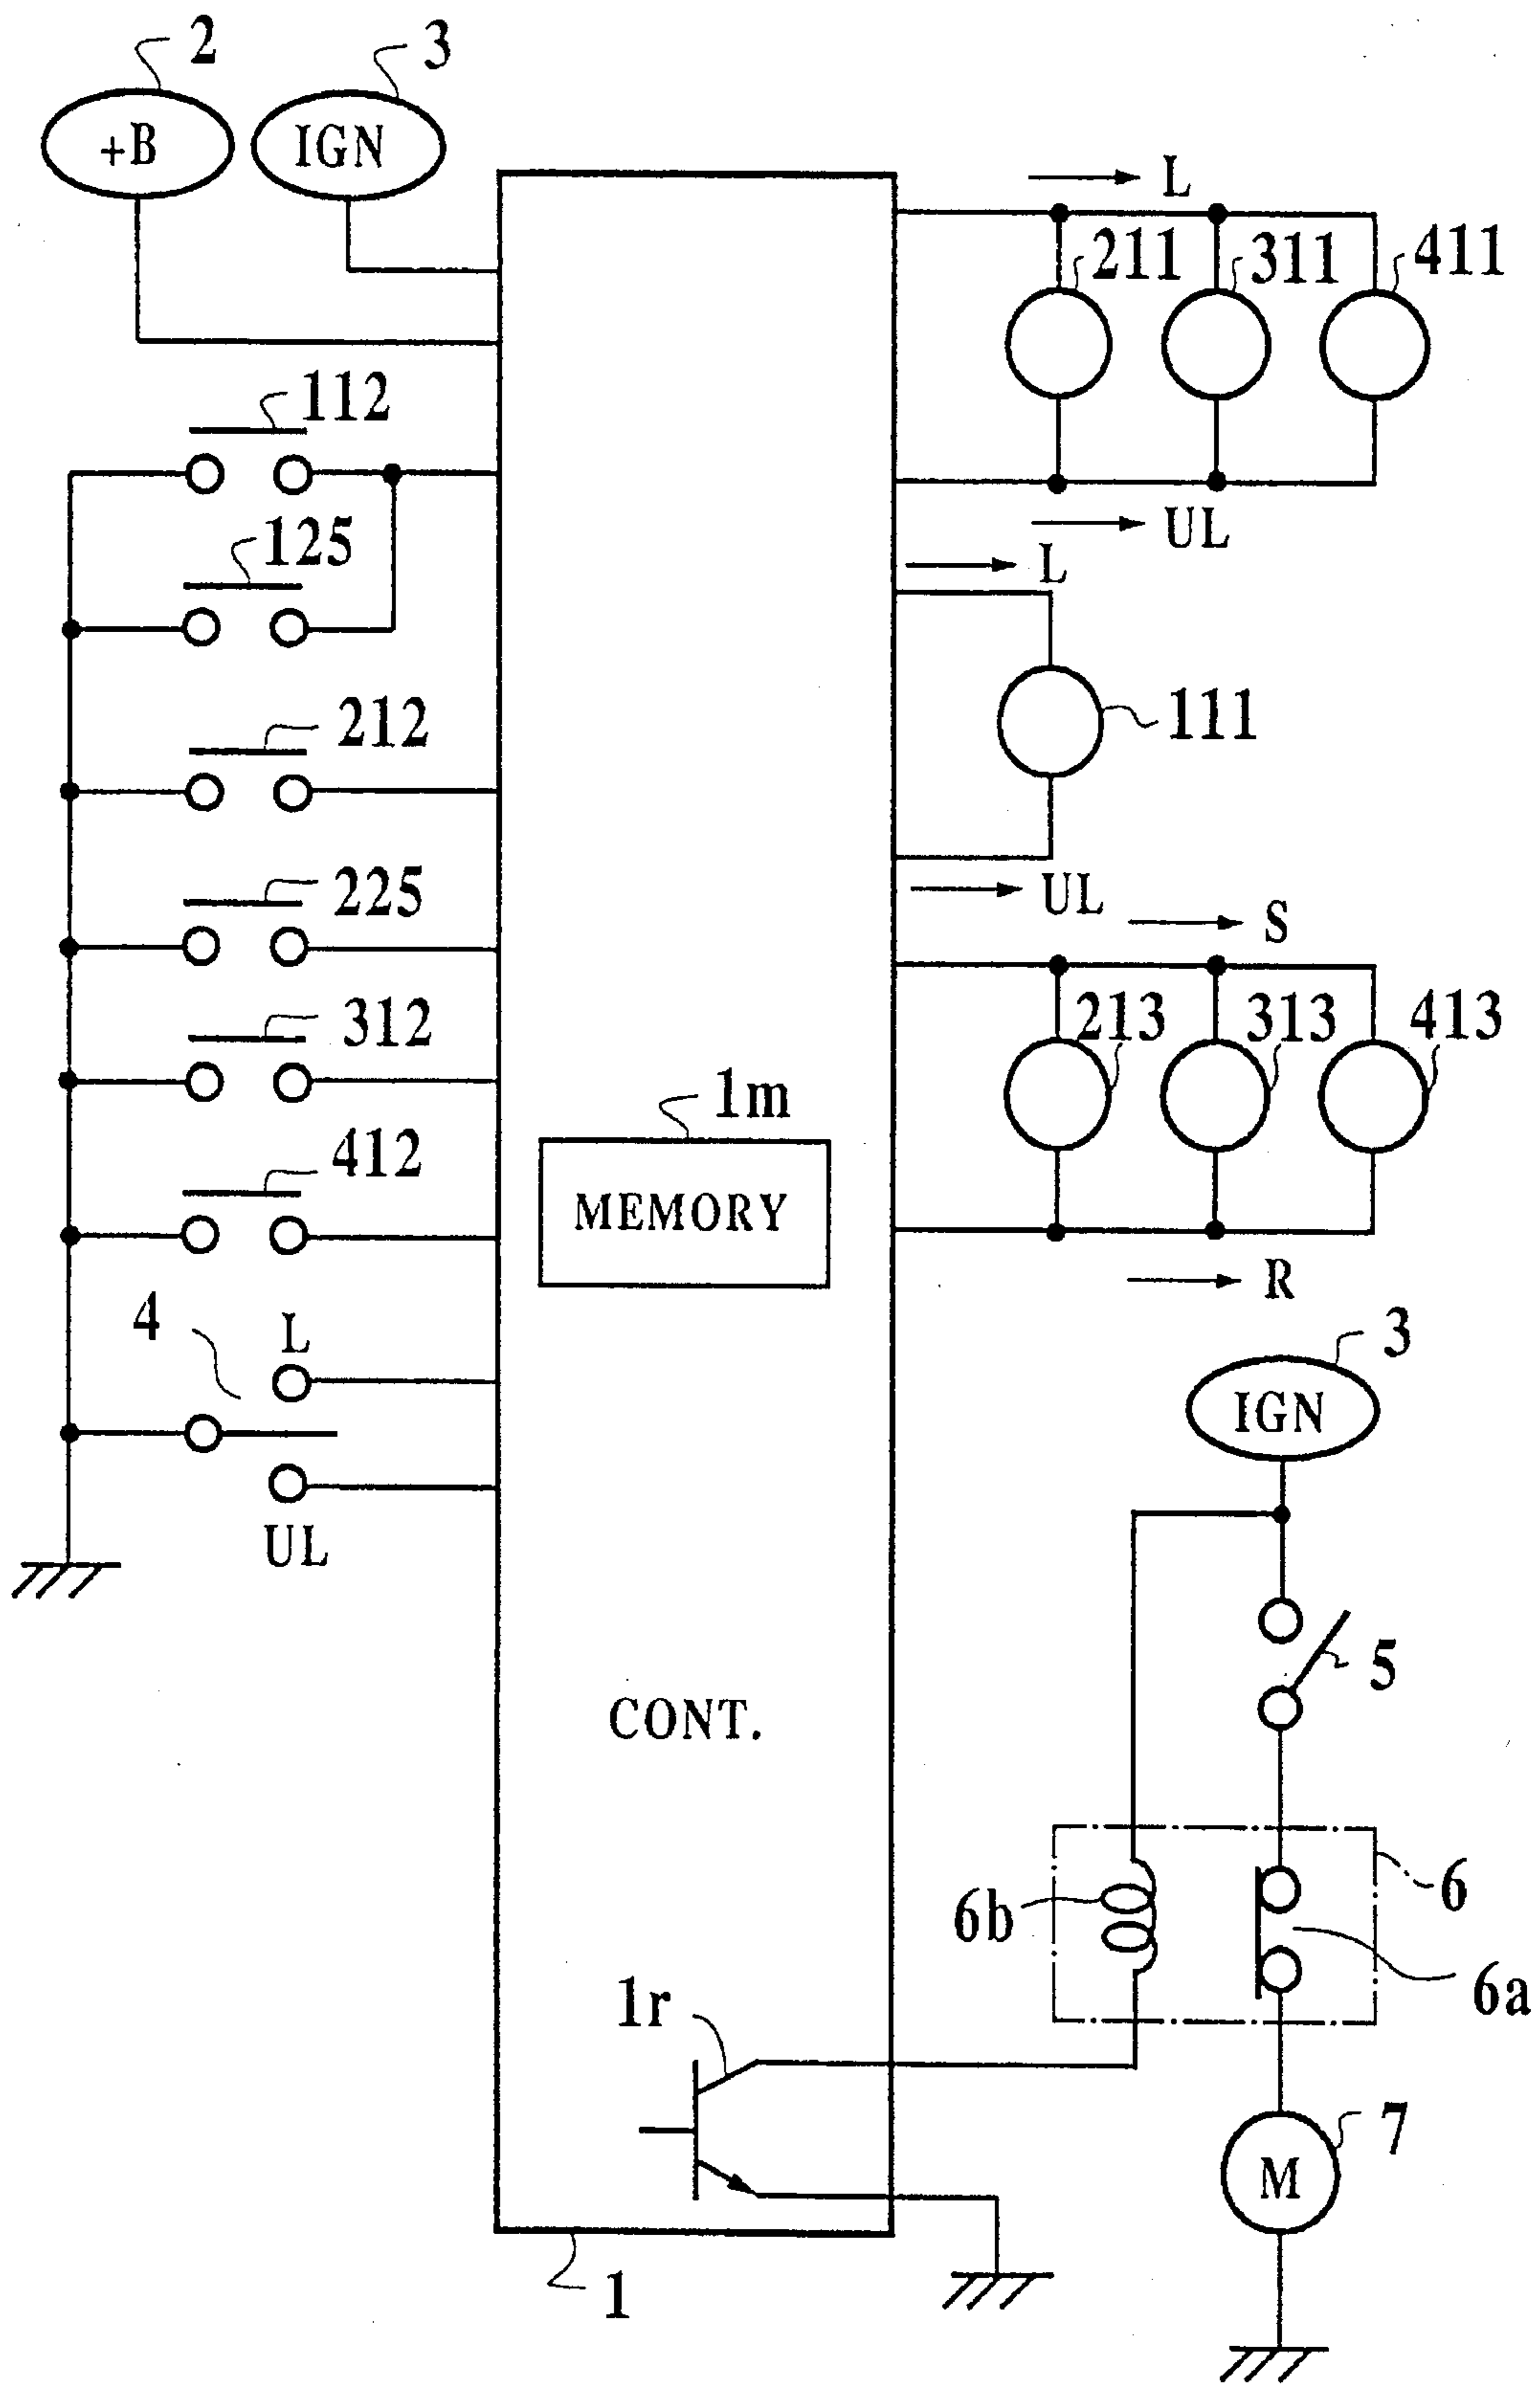 2
3
+B
IGN
L
211
311
411
112
UL
125
L
212
111
225
UL
S
312
213
313
413
1m
412
MEMORY
R
4
L
3
IGN
UL
5
CONT.
6b
6
6a
1r
7
M
1